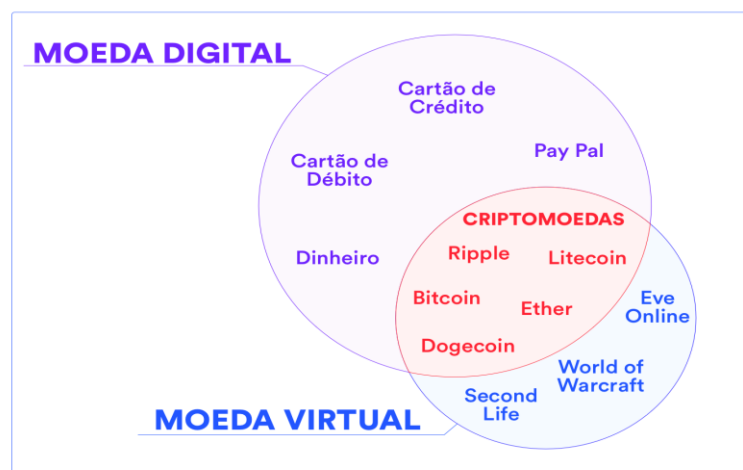 MOEDA DIGITAL
Cartão de
Crédito
Pay Pal
Cartão de
Débito
Dinheiro
CRIPTOMOEDAS
Ripple
Litecoin
Bitcoin
Ether
Dogecoin
Eve
Online
World of
Warcraft
Second
Life
MOEDA VIRTUAL